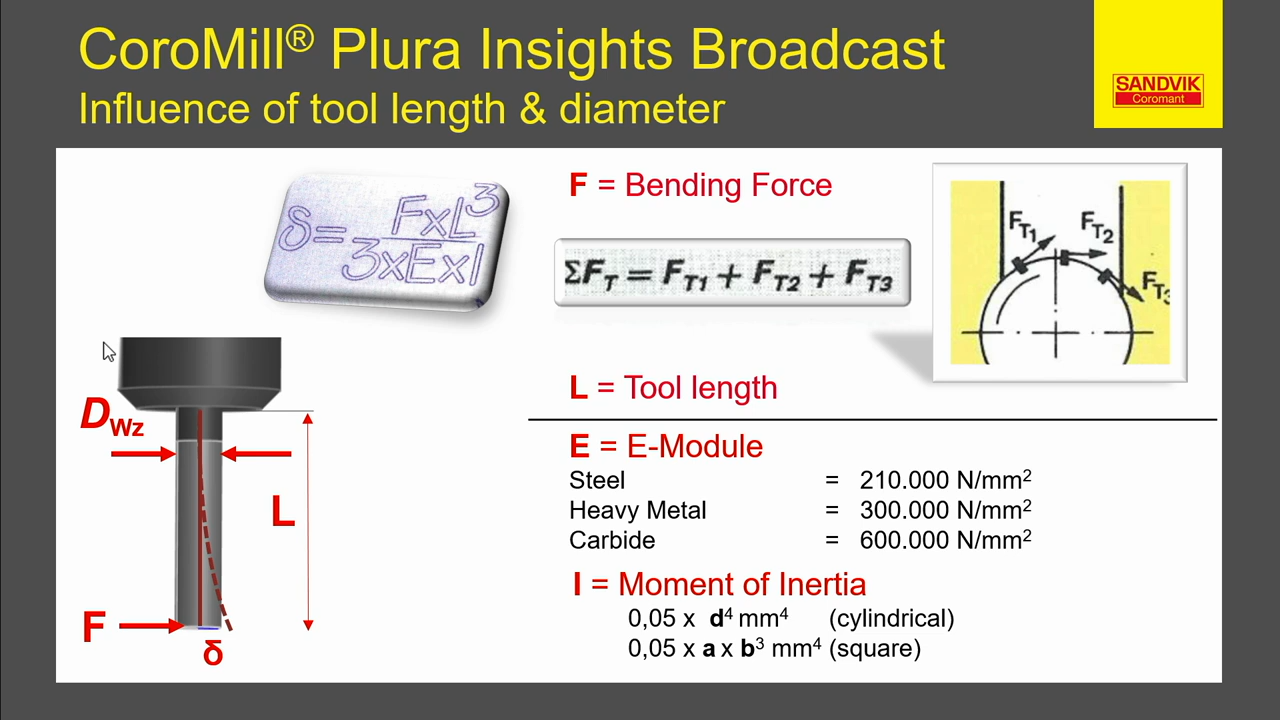 CoroMill® Plura Insights Broadcast
Influence of tool length & diameter
SANDVIK
Coromant
δ = FxL³
3xExI
F = Bending Force
ΣF_T = F_T1 + F_T2 + F_T3
F_T1
F_T2
F_T3
L = Tool length
D_Wz
L
F
δ
E = E-Module
Steel = 210.000 N/mm²
Heavy Metal = 300.000 N/mm²
Carbide = 600.000 N/mm²
I = Moment of Inertia
0,05 x d⁴ mm⁴ (cylindrical)
0,05 x a x b³ mm⁴ (square)